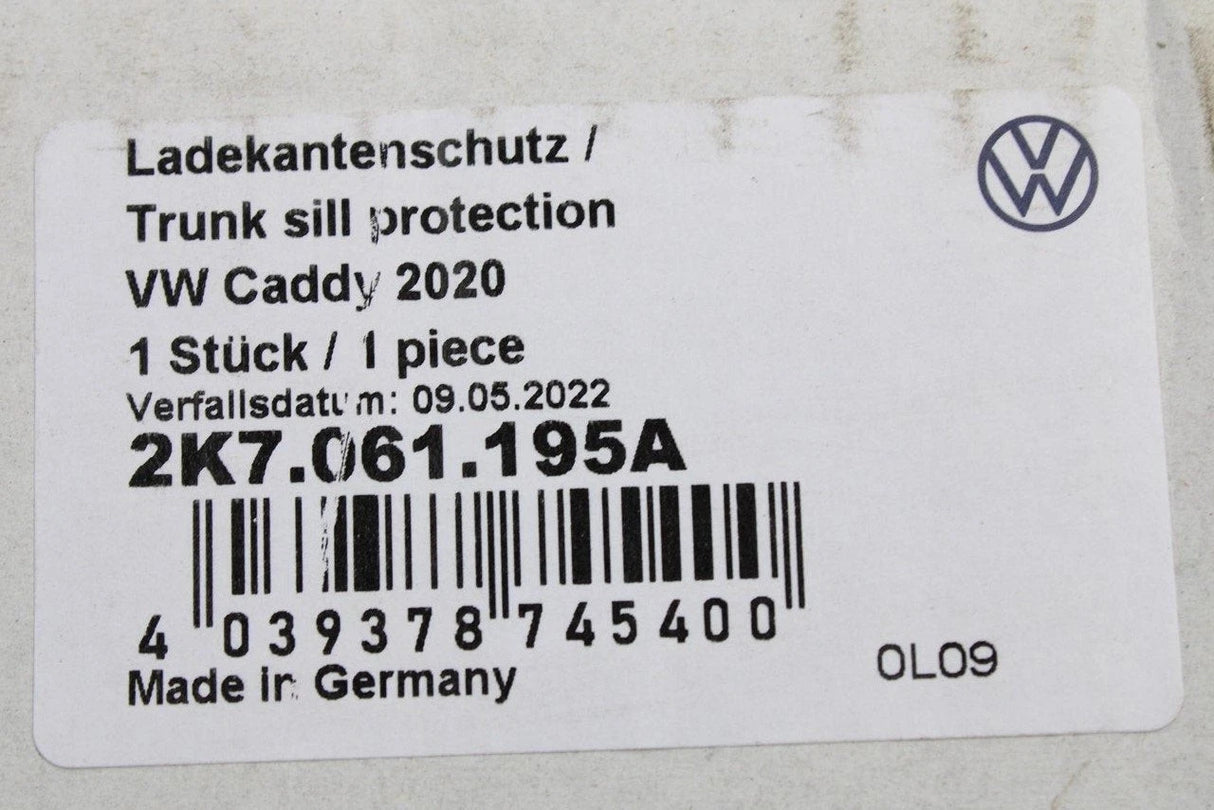 Ladekantenschutz /
Trunk sill protection
VW Caddy 2020
1 Stück / 1 piece
Verfallsdatum: 09.05.2022
2K7.061.195A
4 039378 745400
Made in Germany
0L09